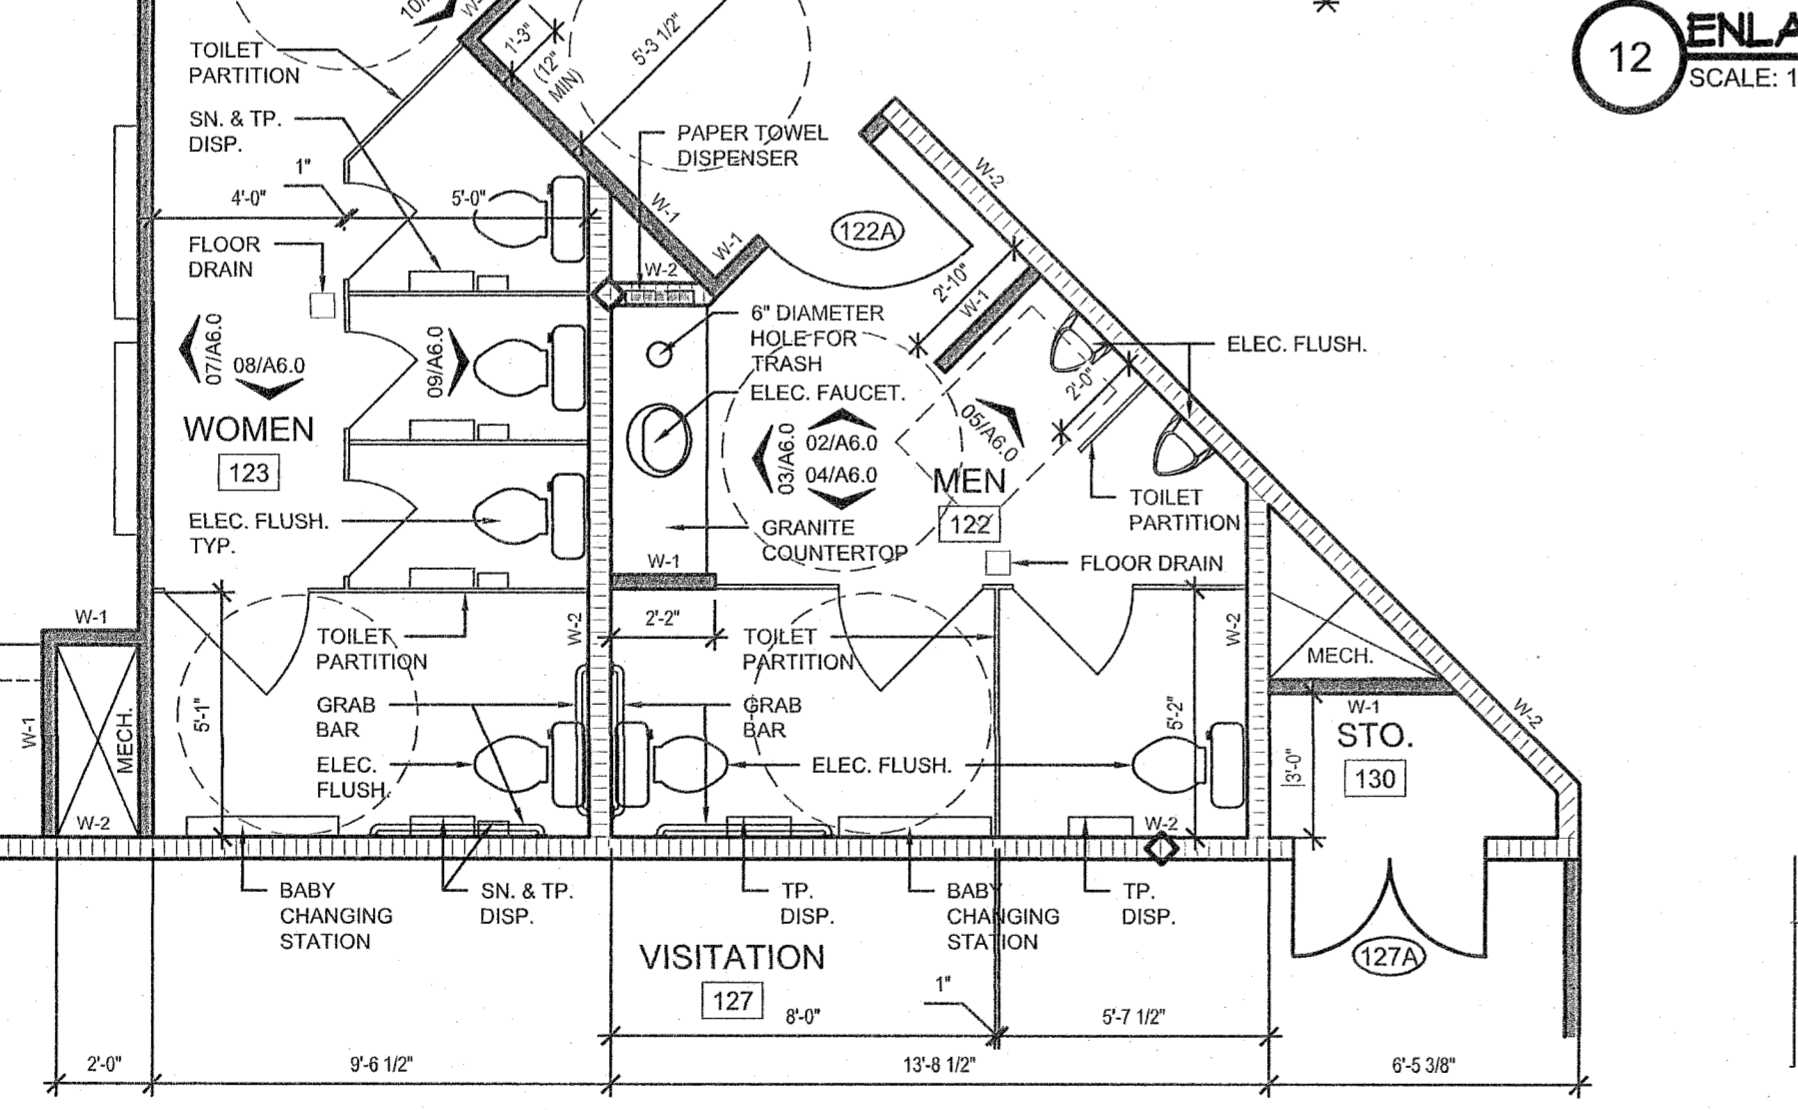 10/
W-
TOILET
PARTITION
SN. & TP.
DISP.
1"
4'-0"
5'-0"
FLOOR
DRAIN
1'-3"
(12"
MIN)
5'-3 1/2"
PAPER TOWEL
DISPENSER
W-1
W-1
W-2
122A
W-2
2'-10"
W-1
12
ENLA
SCALE: 1
07/A6.0
08/A6.0
09/A6.0
WOMEN
123
ELEC. FLUSH.
TYP.
6" DIAMETER
HOLE FOR
TRASH
ELEC. FAUCET.
03/A6.0
02/A6.0
04/A6.0
05/A6.0
2'-0"
ELEC. FLUSH.
MEN
122
TOILET
PARTITION
GRANITE
COUNTERTOP
FLOOR DRAIN
W-1
W-1
W-1
MECH.
W-2
5'-1"
TOILET
PARTITION
GRAB
BAR
ELEC.
FLUSH.
W-2
2'-2"
TOILET
PARTITION
GRAB
BAR
ELEC. FLUSH.
5'-2"
W-2
W-2
MECH.
W-1
STO.
130
3'-0"
W-2
BABY
CHANGING
STATION
SN. & TP.
DISP.
TP.
DISP.
BABY
CHANGING
STATION
TP.
DISP.
127A
VISITATION
127
1"
8'-0"
5'-7 1/2"
2'-0"
9'-6 1/2"
13'-8 1/2"
6'-5 3/8"